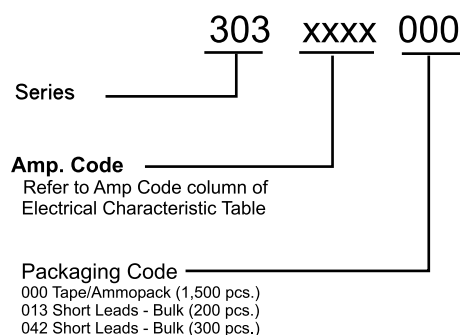 303 xxxx 000
Series
Amp. Code
Refer to Amp Code column of
Electrical Characteristic Table
Packaging Code
000 Tape/Ammopack (1,500 pcs.)
013 Short Leads - Bulk (200 pcs.)
042 Short Leads - Bulk (300 pcs.)